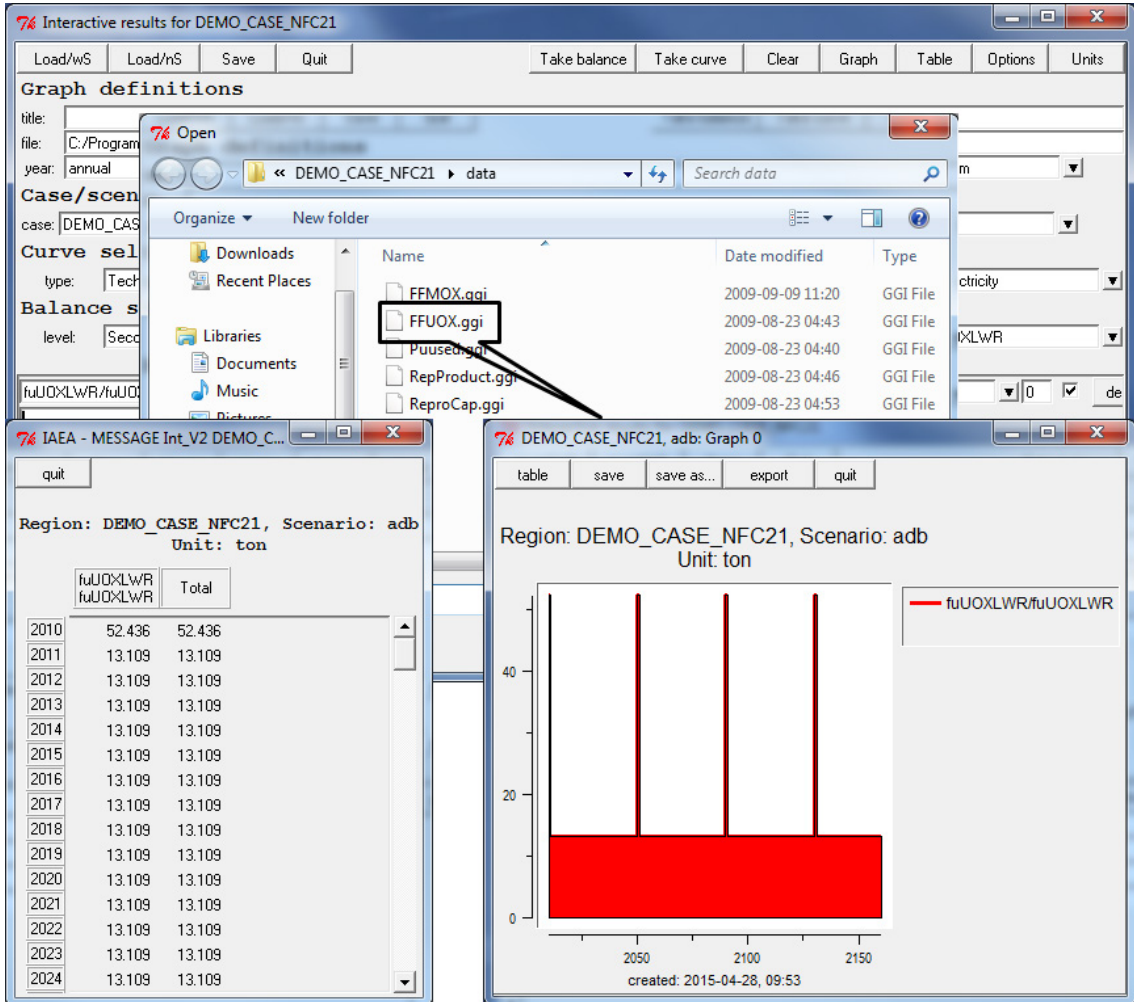 Interactive results for DEMO_CASE_NFC21
Load/wS Load/nS Save Quit Take balance Take curve Clear Graph Table Options Units
Graph definitions
title:
file: C:/Program
year: annual m
Case/scen
case: DEMO_CAS
Curve sel
type: Tech ctricity
Balance s
level: Seco XLWR
fuUOXLWR/fuUO 0 de
Open
« DEMO_CASE_NFC21 data Search data
Organize New folder
Downloads
Recent Places
Libraries
Documents
Music
Pictures
Name Date modified Type
FFMOX.ggi 2009-09-09 11:20 GGI File
FFUOX.ggi 2009-08-23 04:43 GGI File
Puused.ggi 2009-08-23 04:40 GGI File
RepProduct.ggi 2009-08-23 04:46 GGI File
ReproCap.ggi 2009-08-23 04:53 GGI File
IAEA - MESSAGE Int_V2 DEMO_C...
quit
Region: DEMO_CASE_NFC21, Scenario: adb
Unit: ton
fuUOXLWR
fuUOXLWR Total
2010 52.436 52.436
2011 13.109 13.109
2012 13.109 13.109
2013 13.109 13.109
2014 13.109 13.109
2015 13.109 13.109
2016 13.109 13.109
2017 13.109 13.109
2018 13.109 13.109
2019 13.109 13.109
2020 13.109 13.109
2021 13.109 13.109
2022 13.109 13.109
2023 13.109 13.109
2024 13.109 13.109
DEMO_CASE_NFC21, adb: Graph 0
table save save as... export quit
Region: DEMO_CASE_NFC21, Scenario: adb
Unit: ton
fuUOXLWR/fuUOXLWR
40
20
0
2050 2100 2150
created: 2015-04-28, 09:53